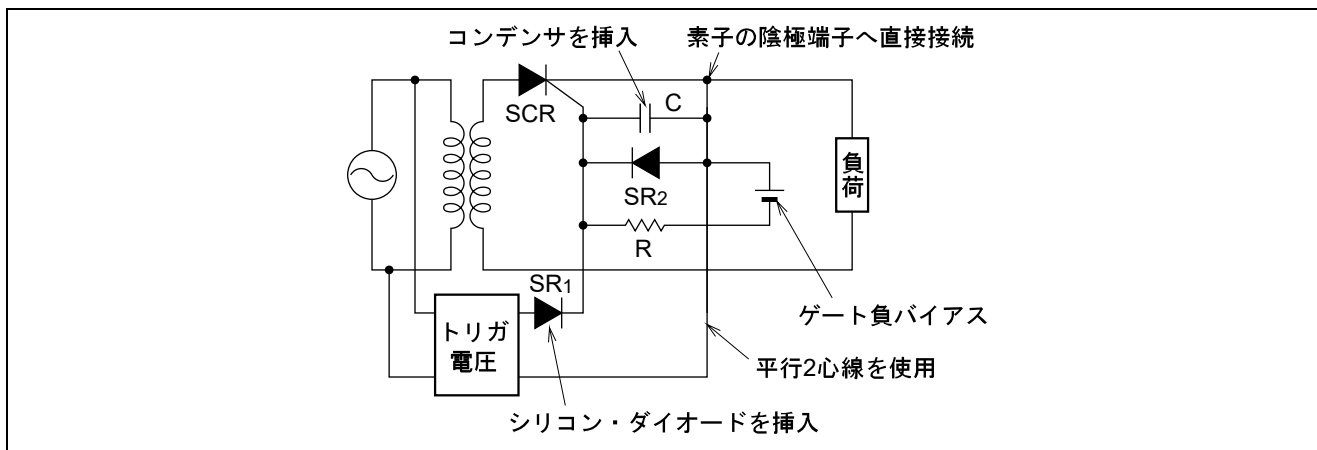 コンデンサを挿入
素子の陰極端子へ直接接続
C
SCR
SR2
負荷
R
SR1
ゲート負バイアス
トリガ
電圧
平行2心線を使用
シリコン・ダイオードを挿入